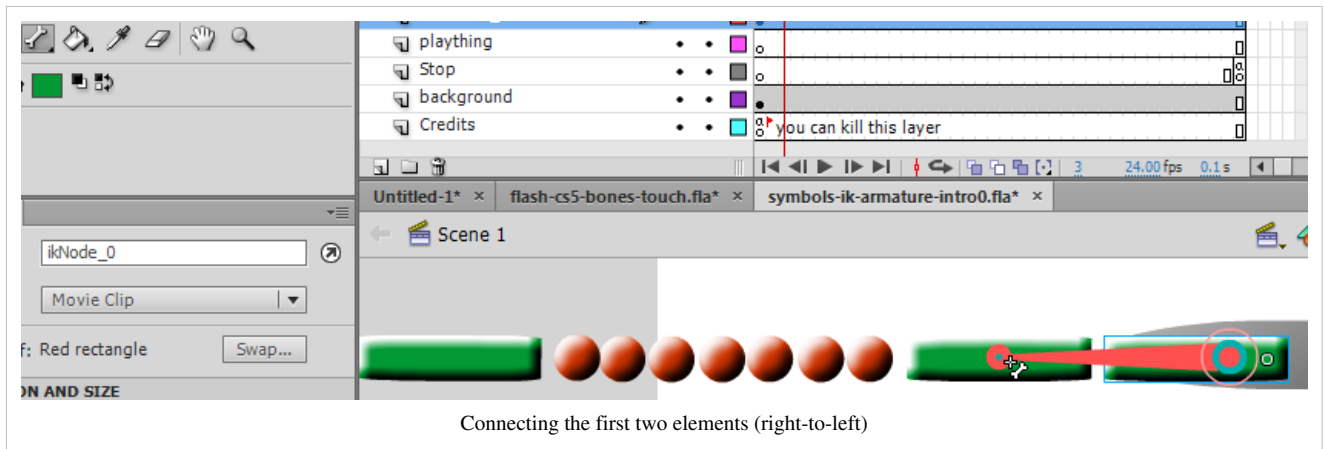 plaything
Stop
background
Credits
you can kill this layer
3 24.00 fps 0.1 s
Untitled-1* × flash-cs5-bones-touch.fla* × symbols-ik-armature-intro0.fla* ×
Scene 1
ikNode_0
Movie Clip
f: Red rectangle Swap...
ON AND SIZE
Connecting the first two elements (right-to-left)